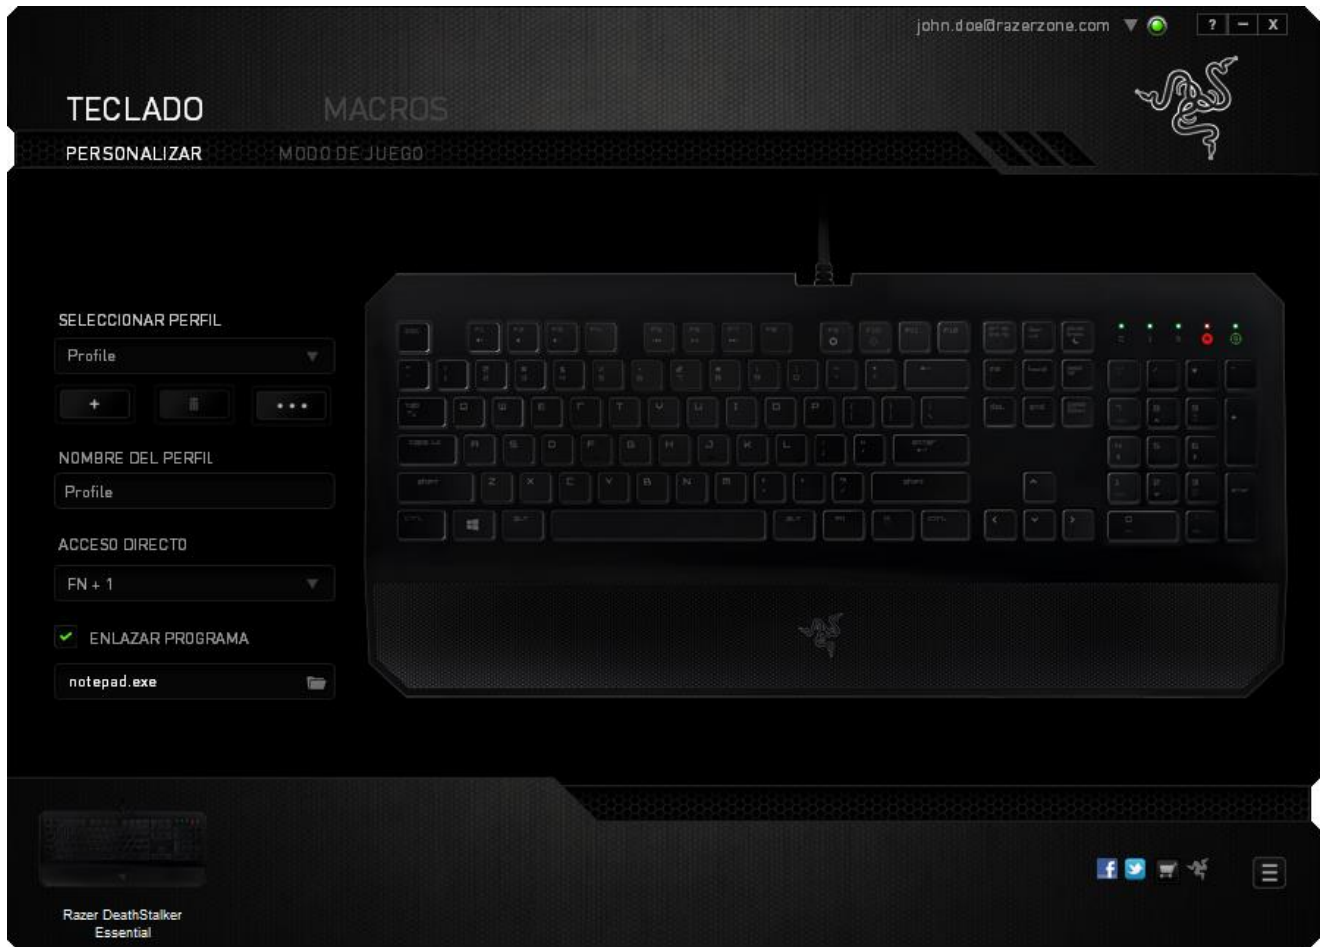 john.doe@razerzone.com
? – X
TECLADO
MACROS
PERSONALIZAR
MODO DE JUEGO
SELECCIONAR PERFIL
Profile
+
NOMBRE DEL PERFIL
Profile
ACCESO DIRECTO
FN + 1
ENLAZAR PROGRAMA
notepad.exe
Razer DeathStalker
Essential